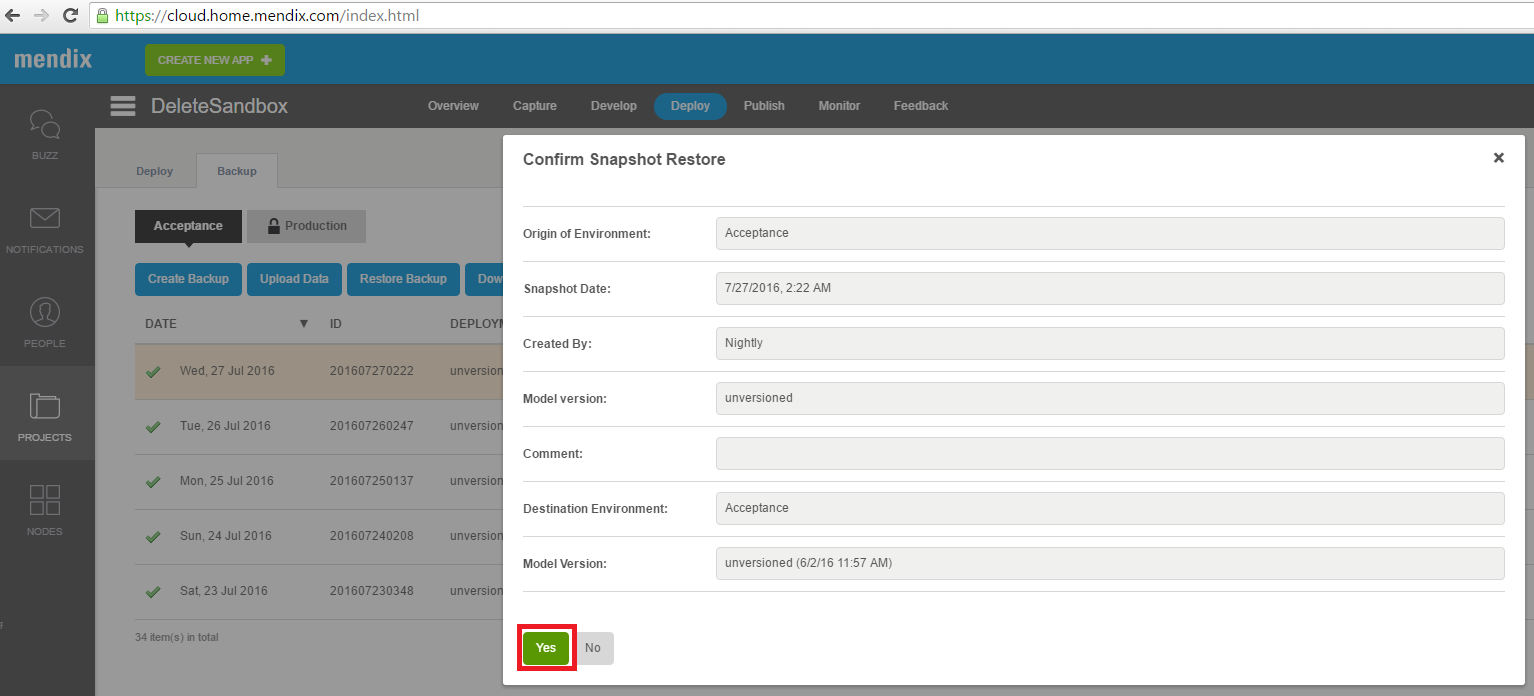 https://cloud.home.mendix.com/index.html
mendix
CREATE NEW APP
DeleteSandbox
Overview Capture Develop Deploy Publish Monitor Feedback
BUZZ
NOTIFICATIONS
PEOPLE
PROJECTS
NODES
Deploy Backup
Acceptance Production
Create Backup Upload Data Restore Backup Dow
DATE ID DEPLOYM
Wed, 27 Jul 2016 201607270222 unversion
Tue, 26 Jul 2016 201607260247 unversion
Mon, 25 Jul 2016 201607250137 unversion
Sun, 24 Jul 2016 201607240208 unversion
Sat, 23 Jul 2016 201607230348 unversion
34 item(s) in total
Confirm Snapshot Restore
Origin of Environment: Acceptance
Snapshot Date: 7/27/2016, 2:22 AM
Created By: Nightly
Model version: unversioned
Comment:
Destination Environment: Acceptance
Model Version: unversioned (6/2/16 11:57 AM)
Yes No